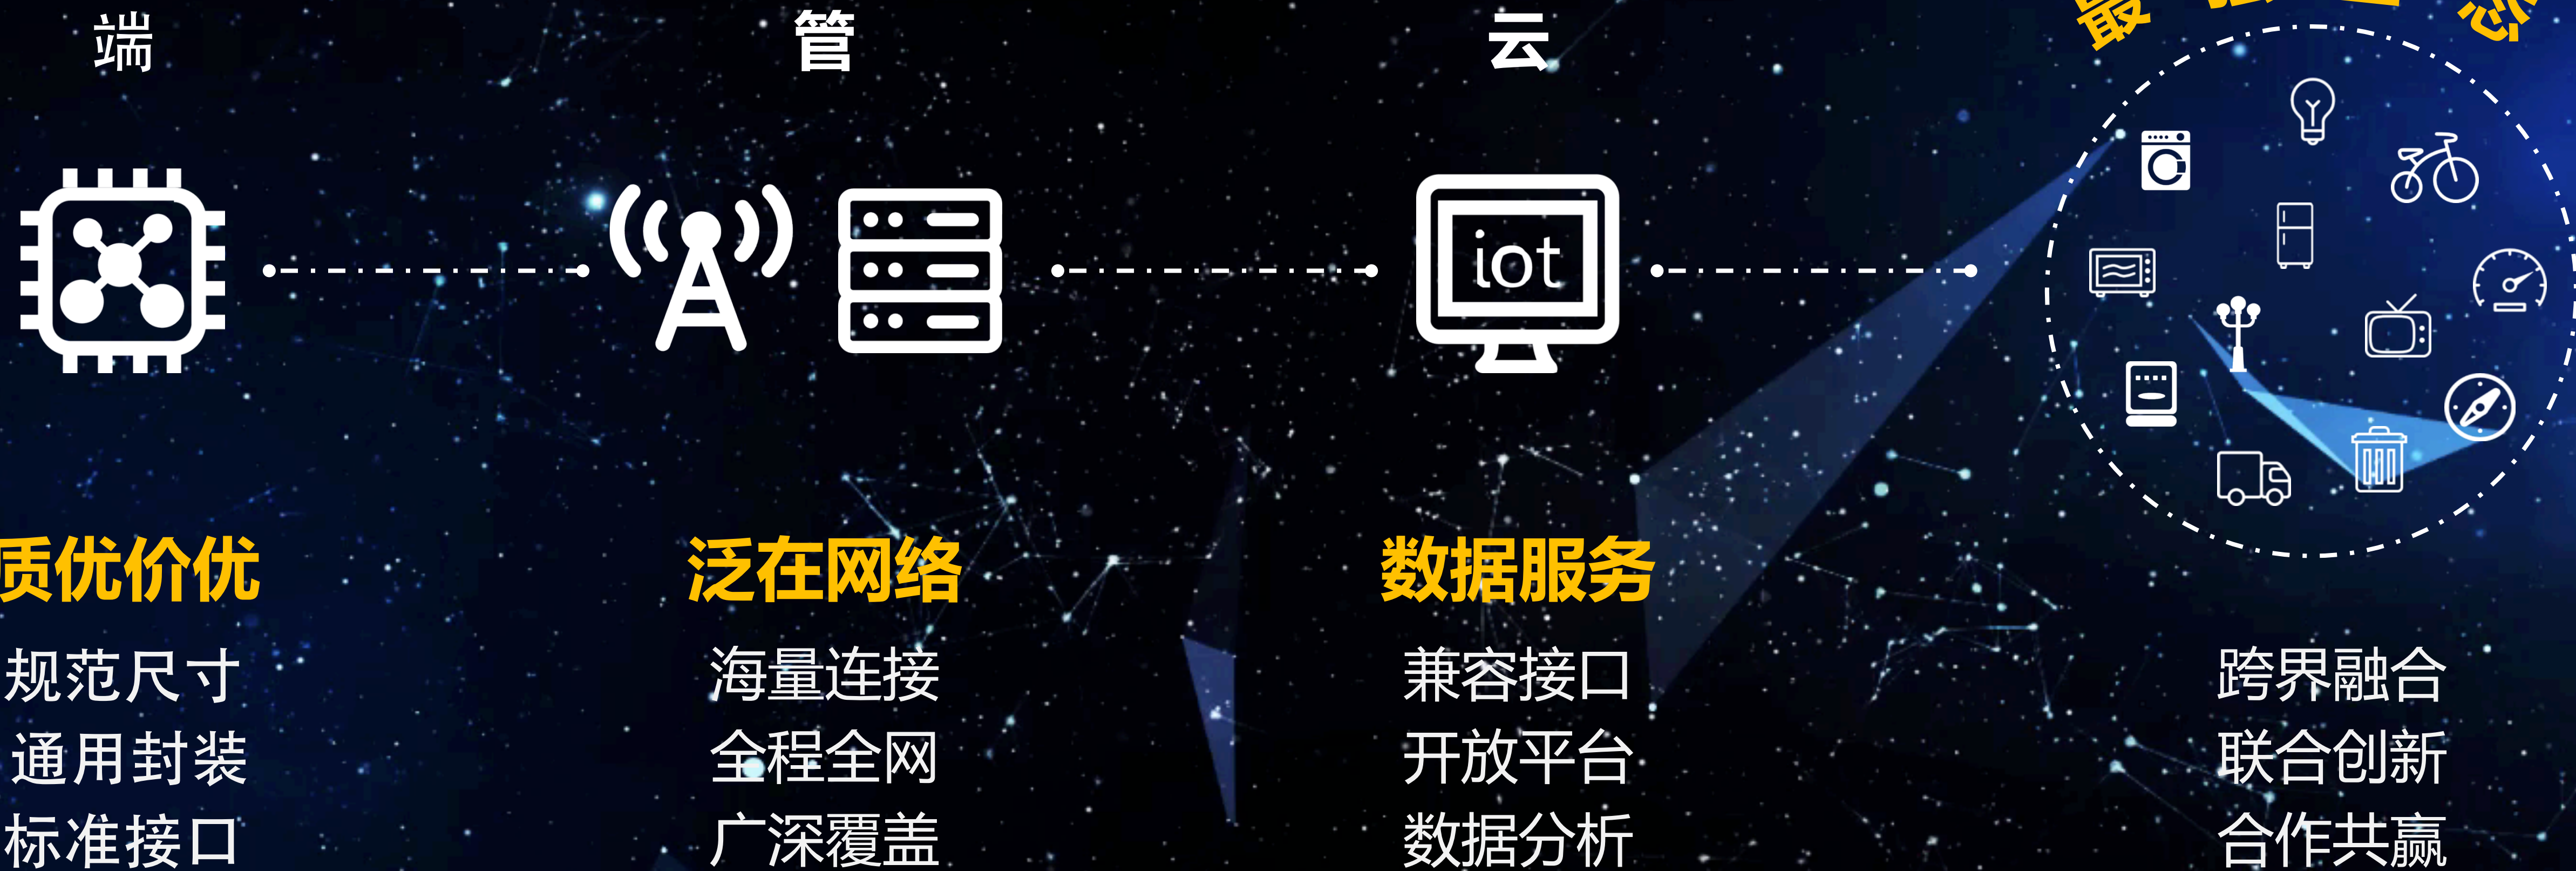 端
管
云
iot
质优价优
规范尺寸
通用封装
标准接口
泛在网络
海量连接
全程全网
广深覆盖
数据服务
兼容接口
开放平台
数据分析
跨界融合
联合创新
合作共赢